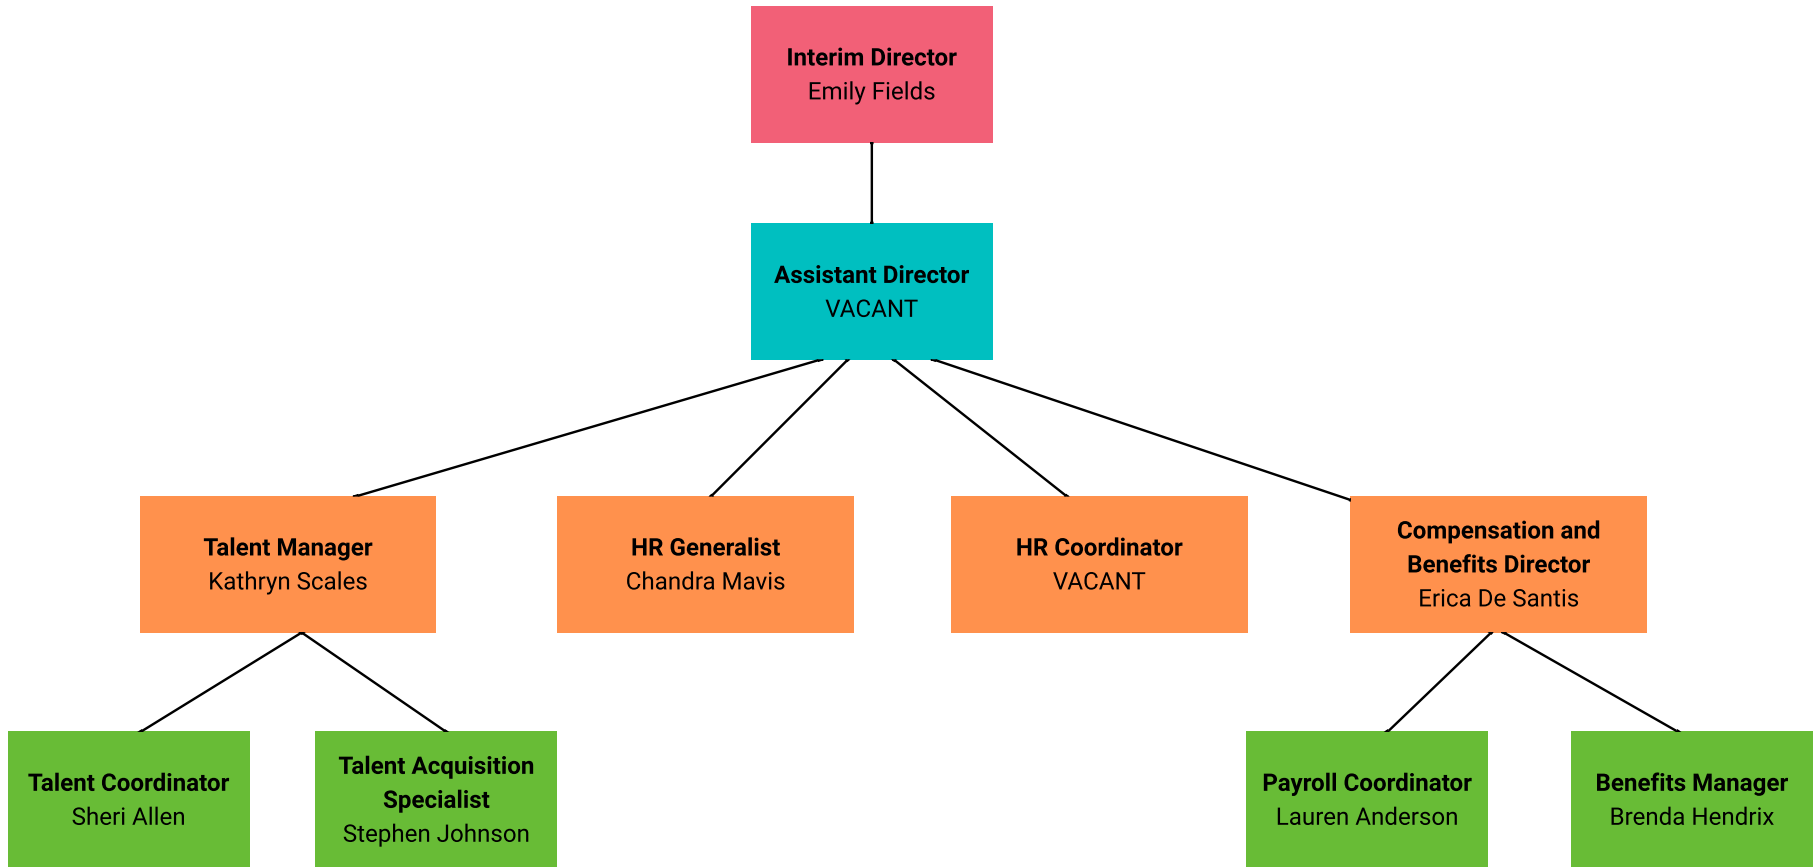 Interim Director
Emily Fields
Assistant Director
VACANT
Talent Manager
Kathryn Scales
HR Generalist
Chandra Mavis
HR Coordinator
VACANT
Compensation and
Benefits Director
Erica De Santis
Talent Coordinator
Sheri Allen
Talent Acquisition
Specialist
Stephen Johnson
Payroll Coordinator
Lauren Anderson
Benefits Manager
Brenda Hendrix